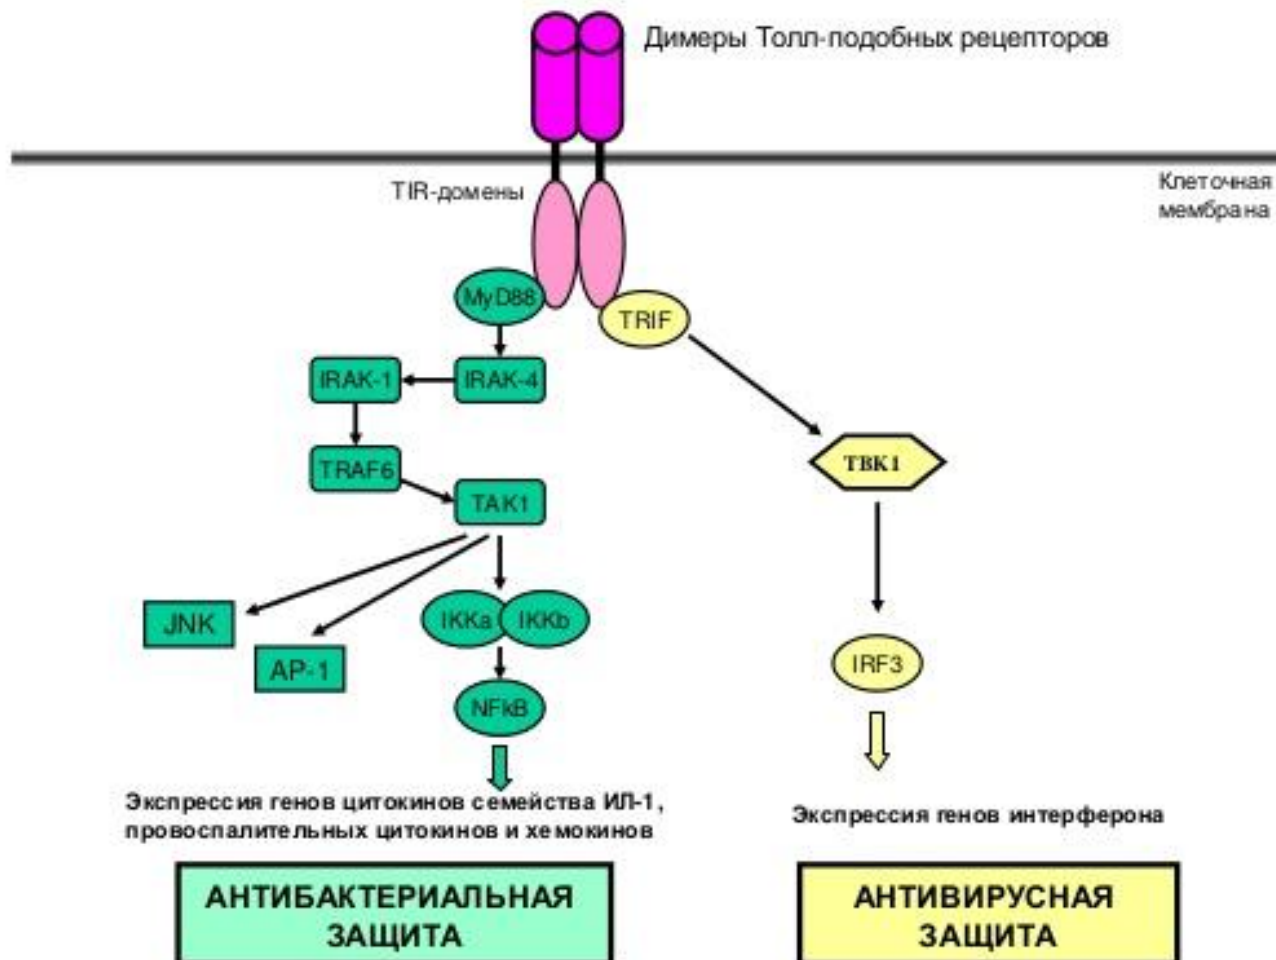 Димеры Толл-подобных рецепторов
TIR-домены
Клеточная
мембрана
MyD88
TRIF
IRAK-1
IRAK-4
TRAF6
TAK1
TBK1
JNK
AP-1
IKKa
IKKb
IRF3
NFkB
Экспрессия генов цитокинов семейства ИЛ-1,
провоспалительных цитокинов и хемокинов
Экспрессия генов интерферона
АНТИБАКТЕРИАЛЬНАЯ
ЗАЩИТА
АНТИВИРУСНАЯ
ЗАЩИТА